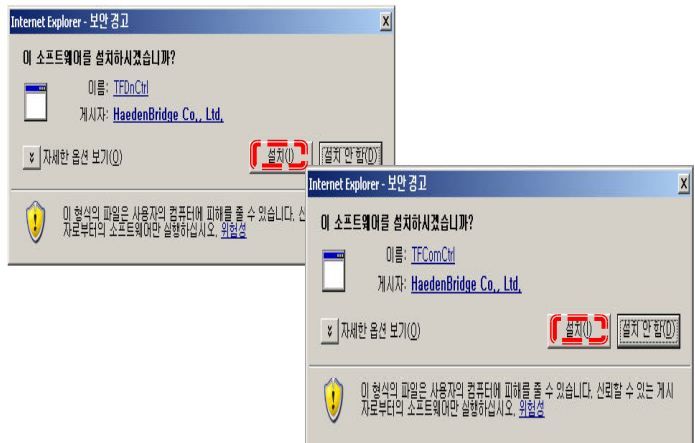 Internet Explorer - 보안 경고
이 소프트웨어를 설치하시겠습니까?
이름: TFDnCtrl
게시자: HaedenBridge Co., Ltd.
자세한 옵션 보기(O)
설치(I)
설치 안 함(D)
이 형식의 파일은 사용자의 컴퓨터에 피해를 줄 수 있습니다. 신
자로부터의 소프트웨어만 실행하십시오. 위험성
Internet Explorer - 보안 경고
이 소프트웨어를 설치하시겠습니까?
이름: TFComCtrl
게시자: HaedenBridge Co., Ltd.
자세한 옵션 보기(O)
설치(I)
설치 안 함(D)
이 형식의 파일은 사용자의 컴퓨터에 피해를 줄 수 있습니다. 신뢰할 수 있는 게시
자로부터의 소프트웨어만 실행하십시오. 위험성